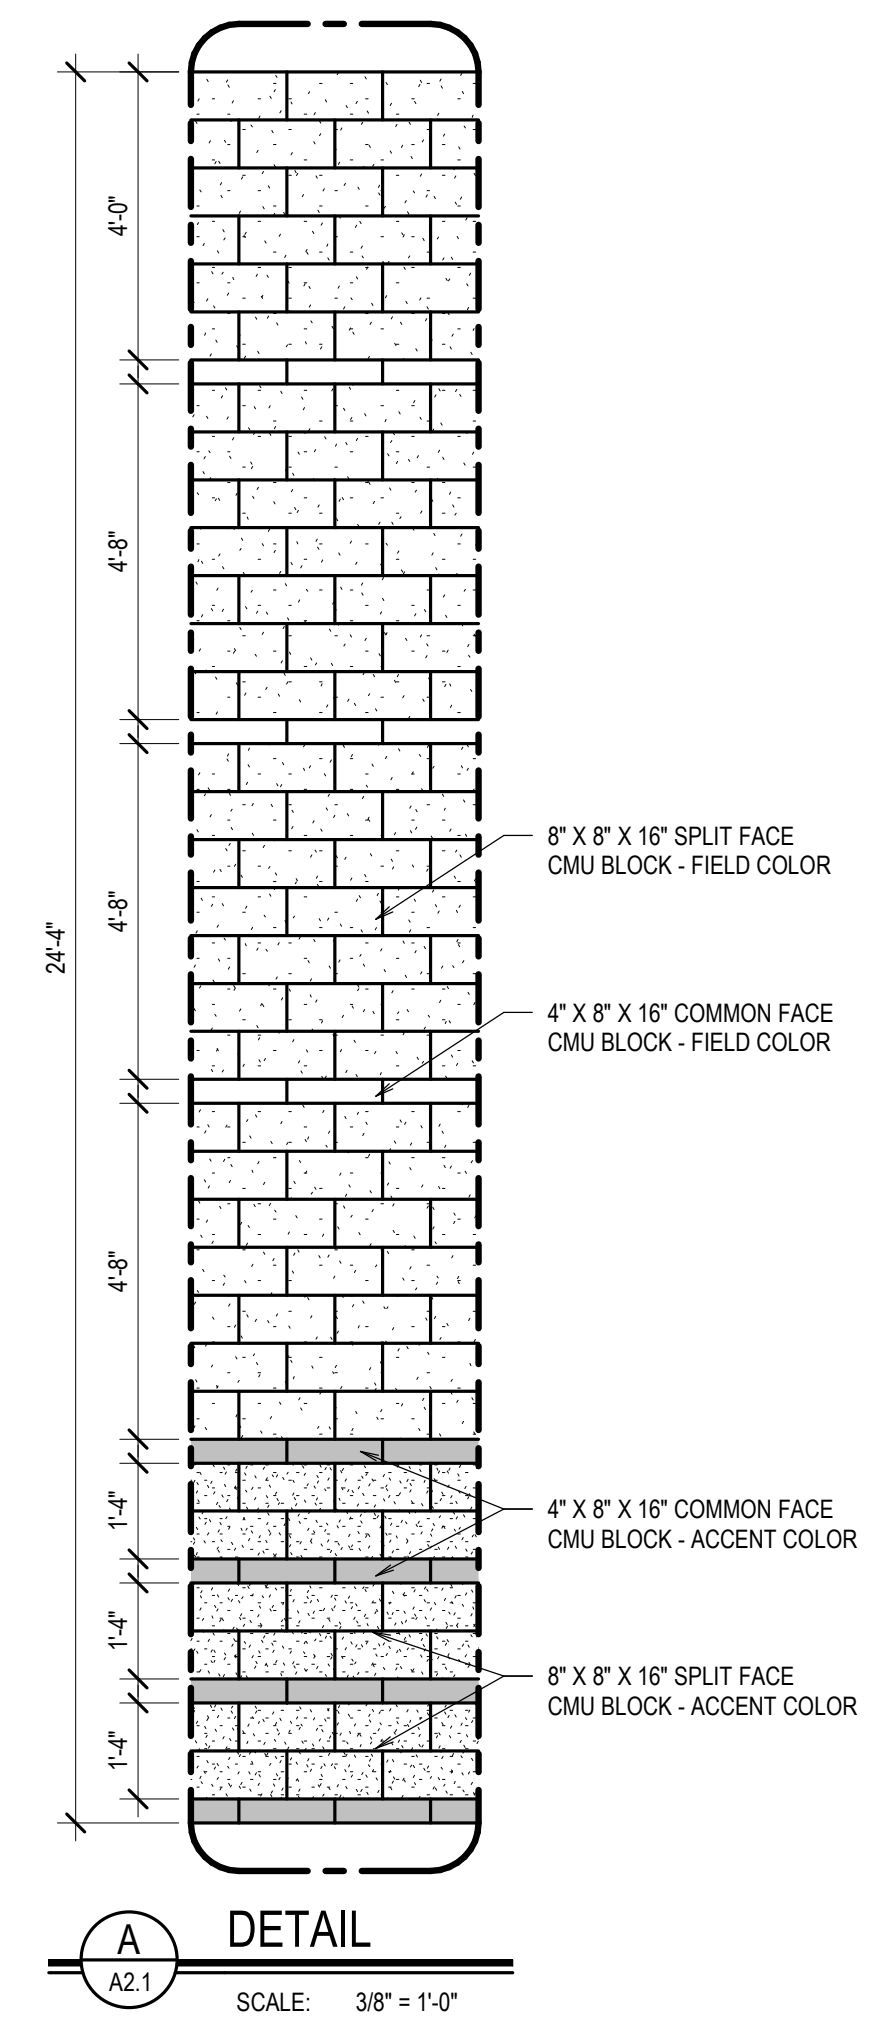 4'-0"
4'-8"
4'-8"
24'-4"
4'-8"
1'-4"
1'-4"
1'-4"
8" X 8" X 16" SPLIT FACE
CMU BLOCK - FIELD COLOR
4" X 8" X 16" COMMON FACE
CMU BLOCK - FIELD COLOR
4" X 8" X 16" COMMON FACE
CMU BLOCK - ACCENT COLOR
8" X 8" X 16" SPLIT FACE
CMU BLOCK - ACCENT COLOR
A
A2.1
DETAIL
SCALE: 3/8" = 1'-0"